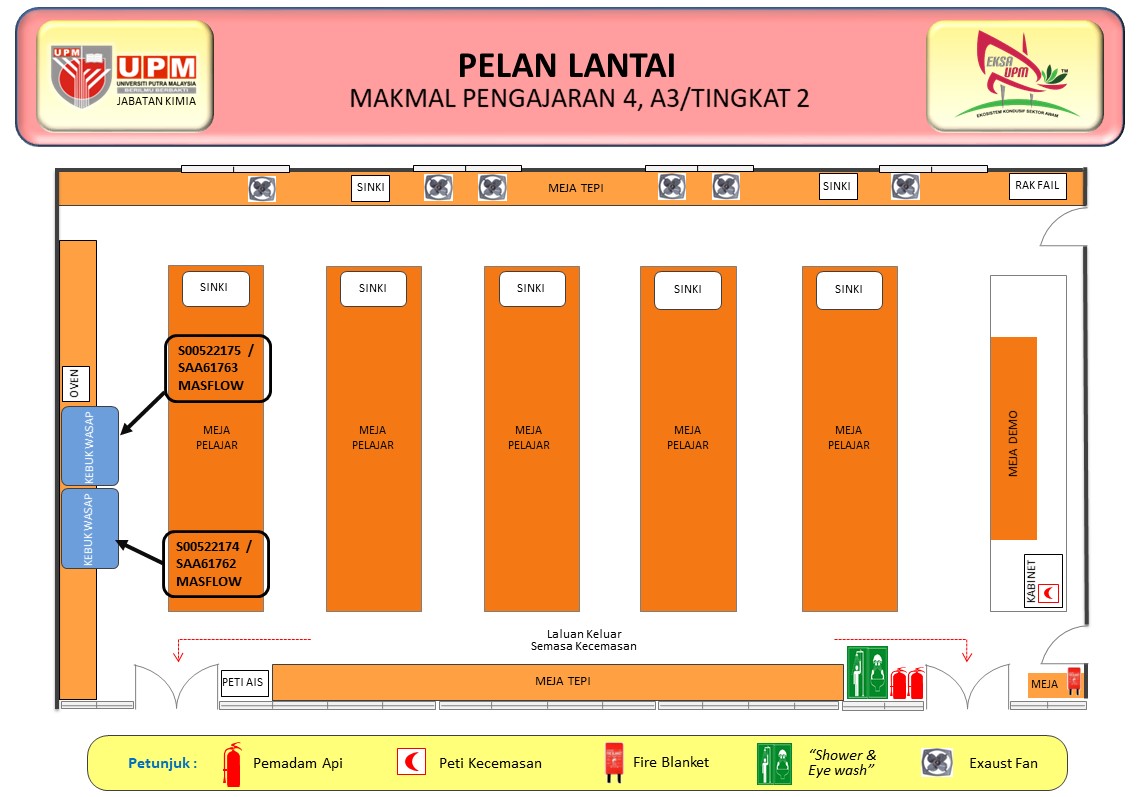 UPM
UPM
UNIVERSITI PUTRA MALAYSIA
BERILMU BERBAKTI
JABATAN KIMIA
PELAN LANTAI
MAKMAL PENGAJARAN 4, A3/TINGKAT 2
EKSA
UPM
TM
EKOSISTEM KONDUSIF SEKTOR AWAM
SINKI
MEJA TEPI
SINKI
RAK FAIL
SINKI
SINKI
SINKI
SINKI
SINKI
S00522175 /
SAA61763
MASFLOW
OVEN
KEBUK WASAP
KEBUK WASAP
MEJA
PELAJAR
MEJA
PELAJAR
MEJA
PELAJAR
MEJA
PELAJAR
MEJA
PELAJAR
MEJA DEMO
S00522174 /
SAA61762
MASFLOW
KABINET
Laluan Keluar
Semasa Kecemasan
PETI AIS
MEJA TEPI
MEJA
Petunjuk :
Pemadam Api
Peti Kecemasan
Fire Blanket
“Shower &
Eye wash”
Exaust Fan